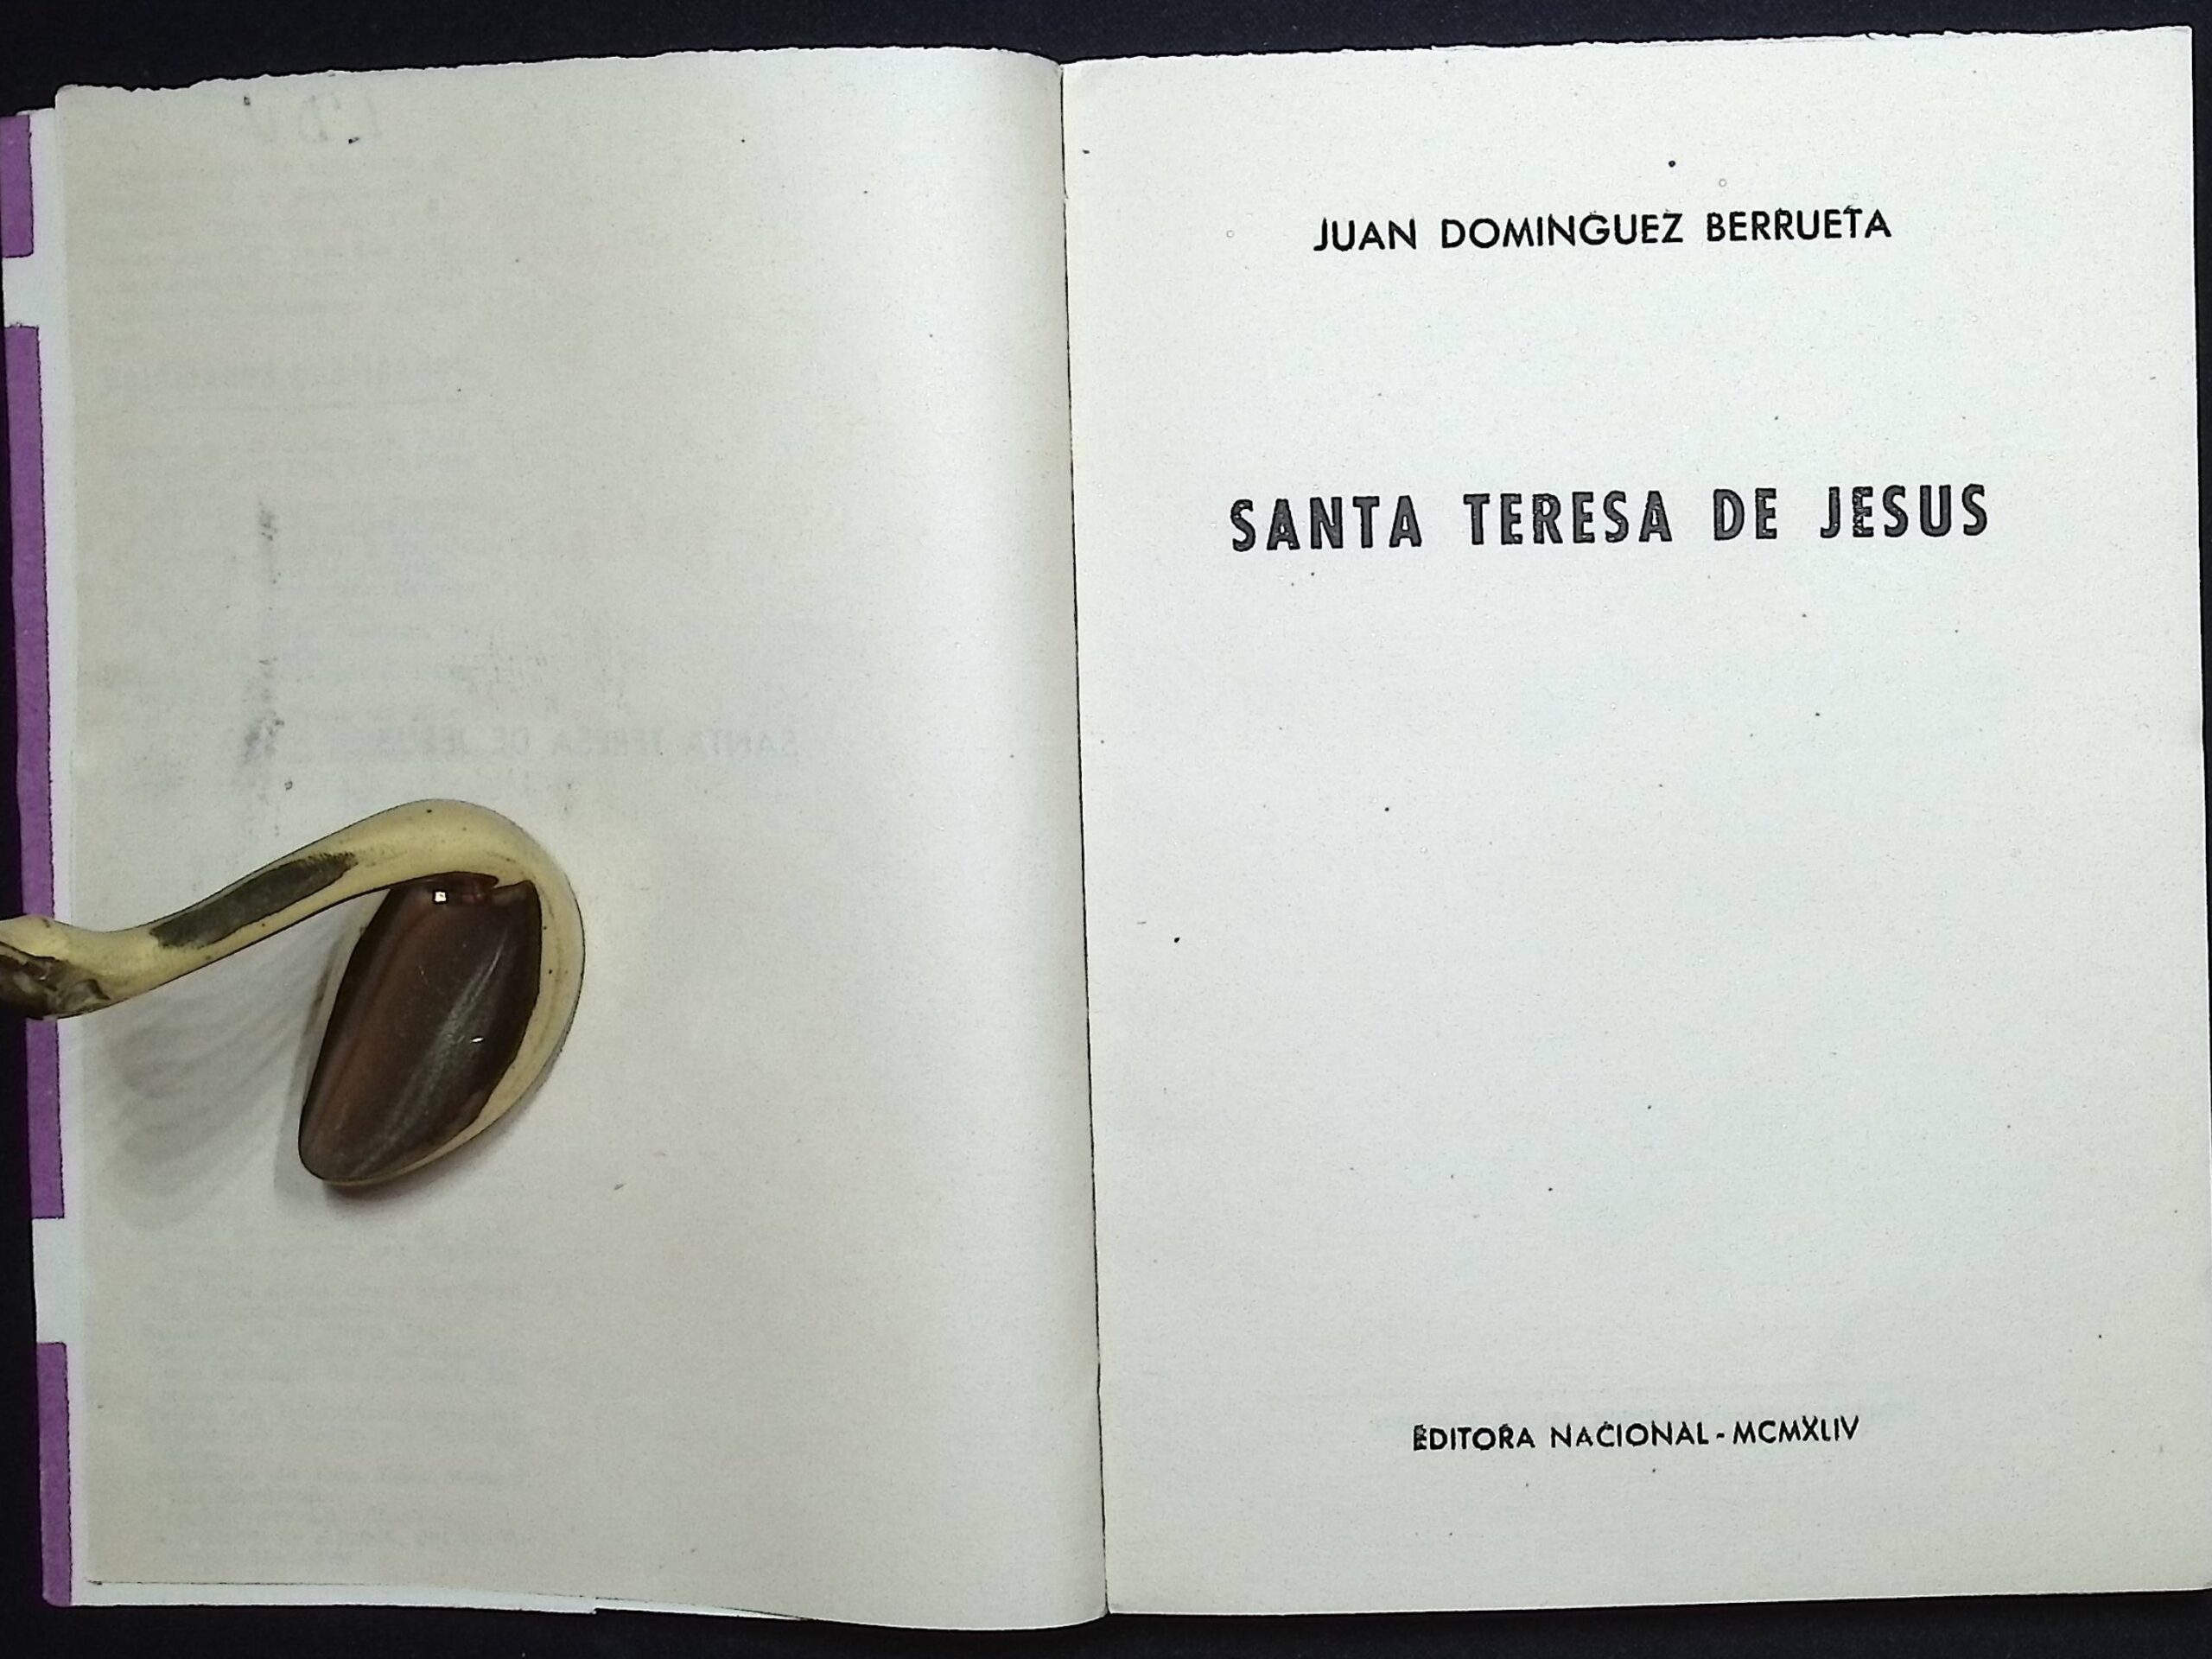 JUAN DOMINGUEZ BERRUETA
SANTA TERESA DE JESUS
EDITORA NACIONAL - MCMXLIV